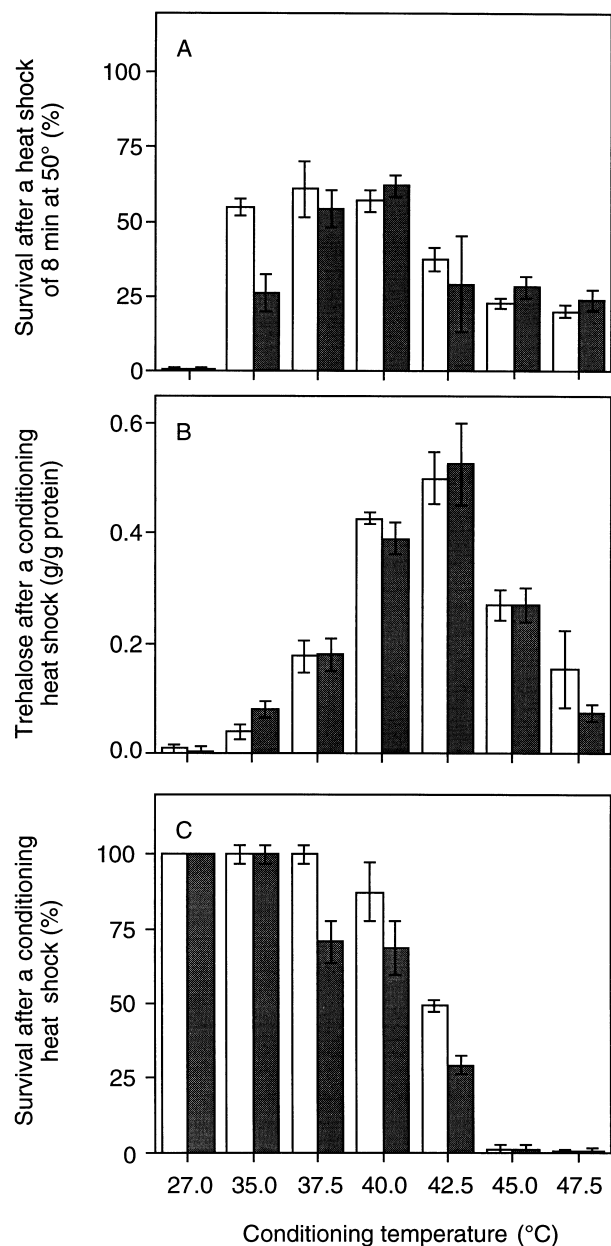 A
Survival after a heat shock
of 8 min at 50° (%)
100
75
50
25
0
B
Trehalose after a conditioning
heat shock (g/g protein)
0.6
0.4
0.2
0.0
C
Survival after a conditioning
heat shock (%)
100
75
50
25
0
27.0 35.0 37.5 40.0 42.5 45.0 47.5
Conditioning temperature (°C)